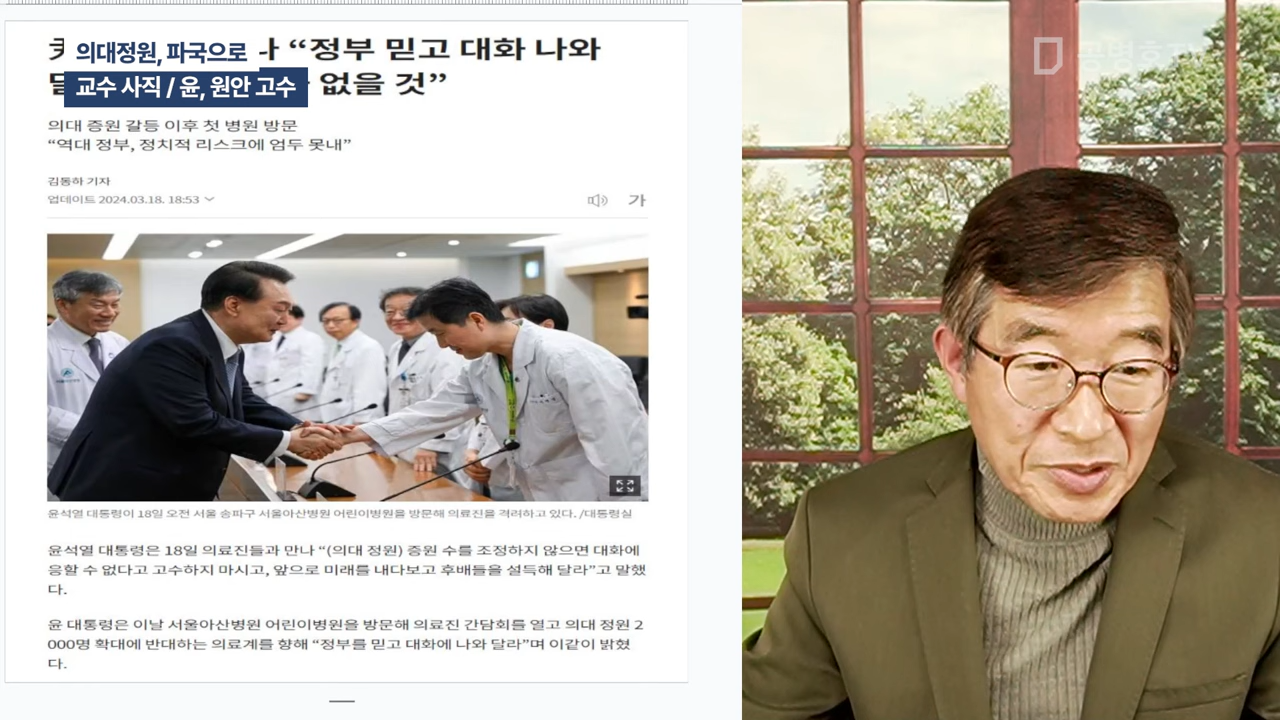 “정부 믿고 대화 나와
없을 것”
의대정원, 파국으로
교수 사직 / 윤, 원안 고수
의대 증원 갈등 이후 첫 병원 방문
“역대 정부, 정치적 리스크에 엄두 못내”
김동하 기자
업데이트 2024.03.18. 18:53
가
윤석열 대통령이 18일 오전 서울 송파구 서울아산병원 어린이병원을 방문해 의료진을 격려하고 있다. /대통령실
윤석열 대통령은 18일 의료진들과 만나 “(의대 정원) 증원 수를 조정하지 않으면 대화에
응할 수 없다고 고수하지 마시고, 앞으로 미래를 내다보고 후배들을 설득해 달라”고 말했
다.
윤 대통령은 이날 서울아산병원 어린이병원을 방문해 의료진 간담회를 열고 의대 정원 2
000명 확대에 반대하는 의료계를 향해 “정부를 믿고 대화에 나와 달라”며 이같이 밝혔
다.
공병호